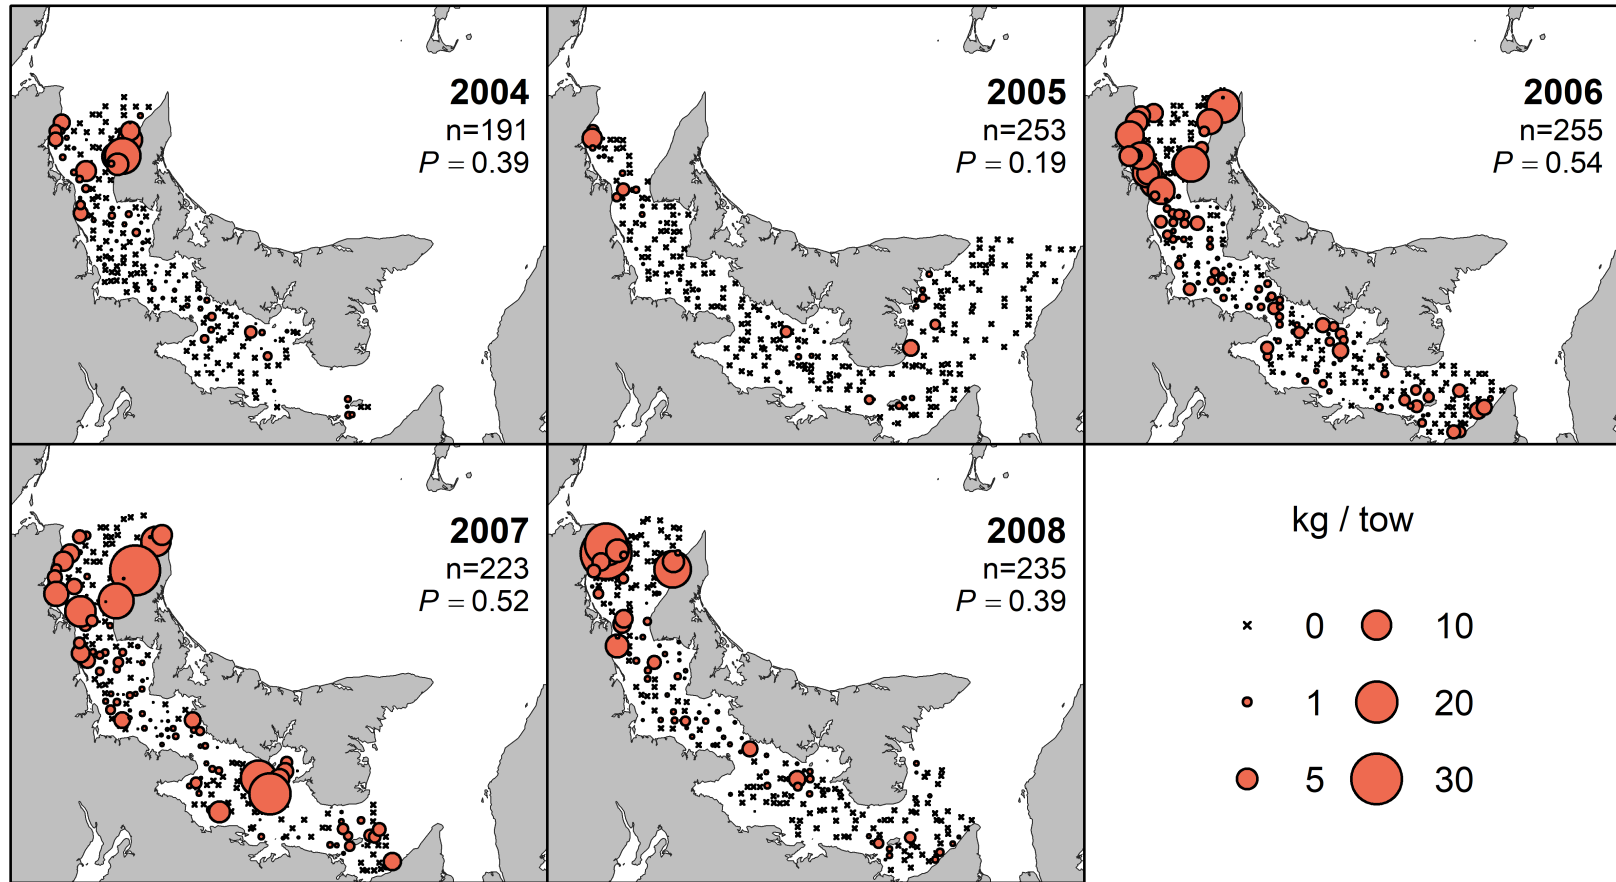 2004
n=191
P = 0.39
2005
n=253
P = 0.19
2006
n=255
P = 0.54
2007
n=223
P = 0.52
2008
n=235
P = 0.39
kg / tow
0 10
1 20
5 30